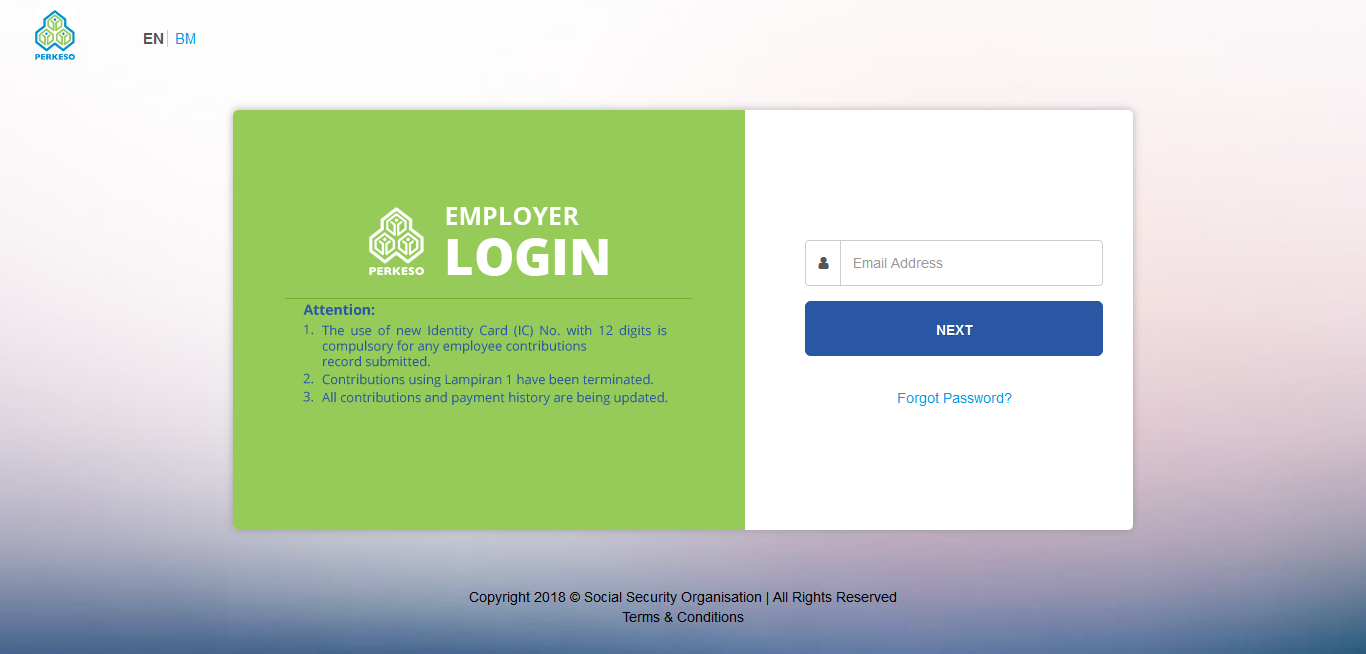 PERKESO
EN | BM
EMPLOYER
LOGIN
PERKESO
Attention:
1. The use of new Identity Card (IC) No. with 12 digits is
compulsory for any employee contributions
record submitted.
2. Contributions using Lampiran 1 have been terminated.
3. All contributions and payment history are being updated.
Email Address
NEXT
Forgot Password?
Copyright 2018 © Social Security Organisation | All Rights Reserved
Terms & Conditions